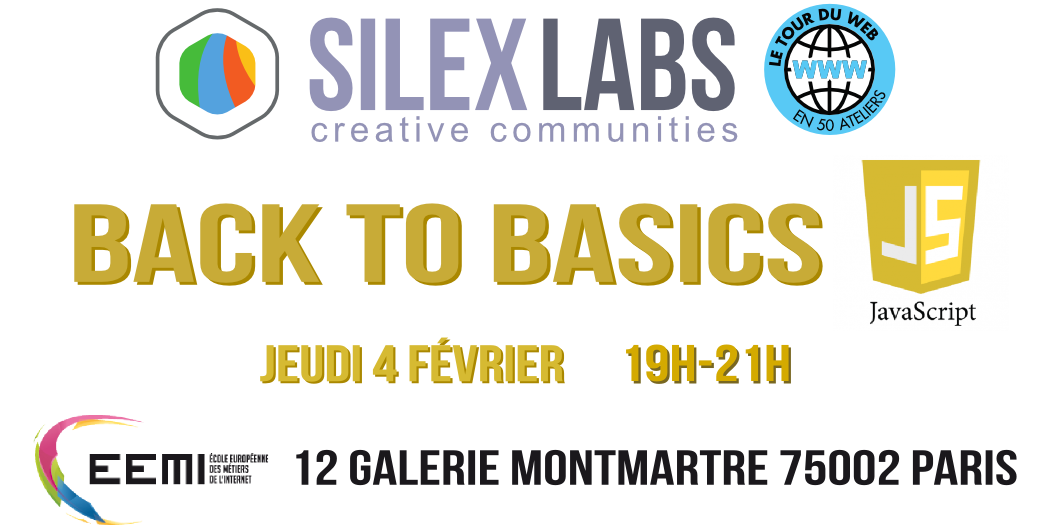 SILEX LABS
creative communities
LE TOUR DU WEB
WWW
EN 50 ATELIERS
BACK TO BASICS
JS
JavaScript
JEUDI 4 FÉVRIER 19H-21H
EEMI
ÉCOLE EUROPÉENNE
DES MÉTIERS
DE L'INTERNET
12 GALERIE MONTMARTRE 75002 PARIS